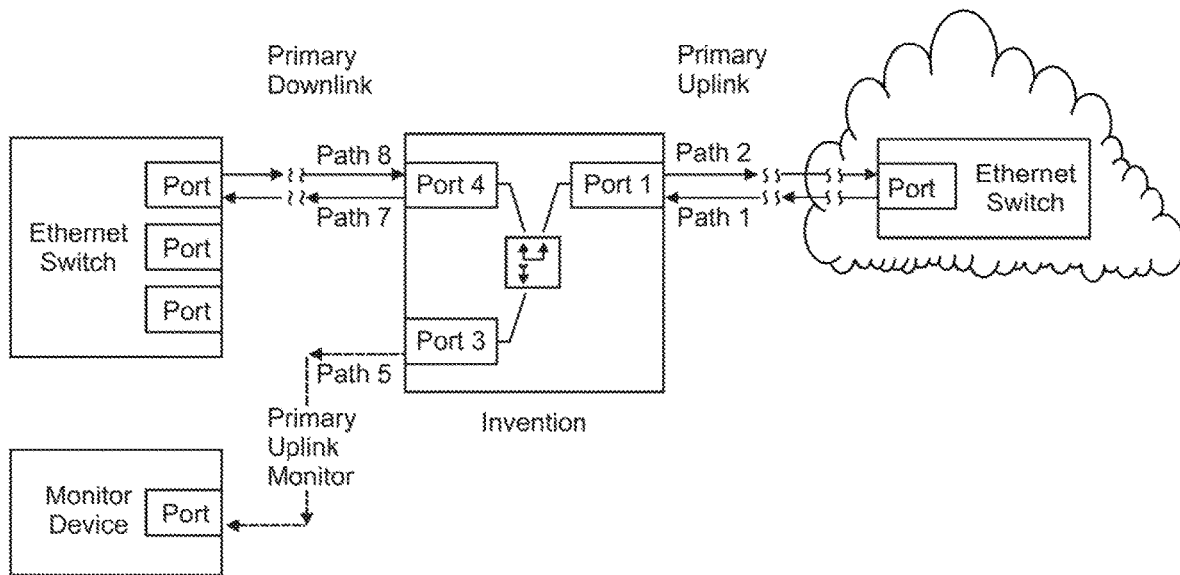 Primary
Downlink
Primary
Uplink
Ethernet
Switch
Port
Port
Port
Path 8
Path 7
Port 4
Port 1
Port 3
Invention
Path 2
Path 1
Port
Ethernet
Switch
Path 5
Primary
Uplink
Monitor
Monitor
Device
Port